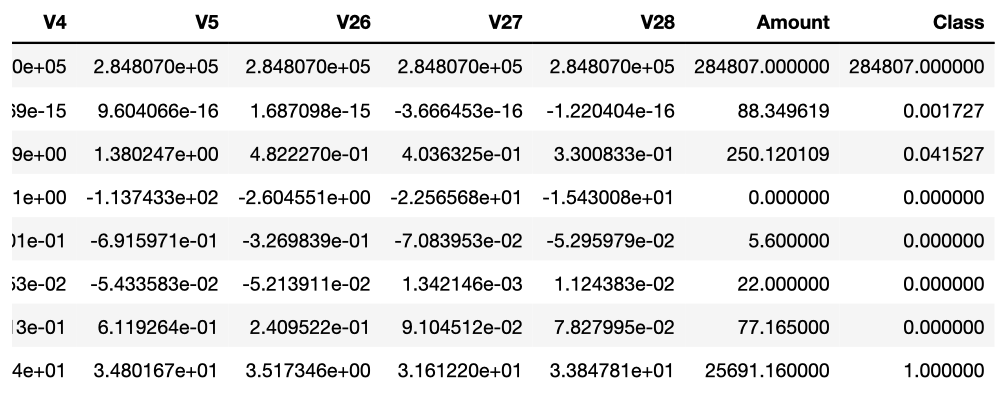 V4 V5 V26 V27 V28 Amount Class
0e+05 2.848070e+05 2.848070e+05 2.848070e+05 2.848070e+05 284807.000000 284807.000000
9e-15 9.604066e-16 1.687098e-15 -3.666453e-16 -1.220404e-16 88.349619 0.001727
9e+00 1.380247e+00 4.822270e-01 4.036325e-01 3.300833e-01 250.120109 0.041527
1e+00 -1.137433e+02 -2.604551e+00 -2.256568e+01 -1.543008e+01 0.000000 0.000000
1e-01 -6.915971e-01 -3.269839e-01 -7.083953e-02 -5.295979e-02 5.600000 0.000000
3e-02 -5.433583e-02 -5.213911e-02 1.342146e-03 1.124383e-02 22.000000 0.000000
3e-01 6.119264e-01 2.409522e-01 9.104512e-02 7.827995e-02 77.165000 0.000000
4e+01 3.480167e+01 3.517346e+00 3.161220e+01 3.384781e+01 25691.160000 1.000000